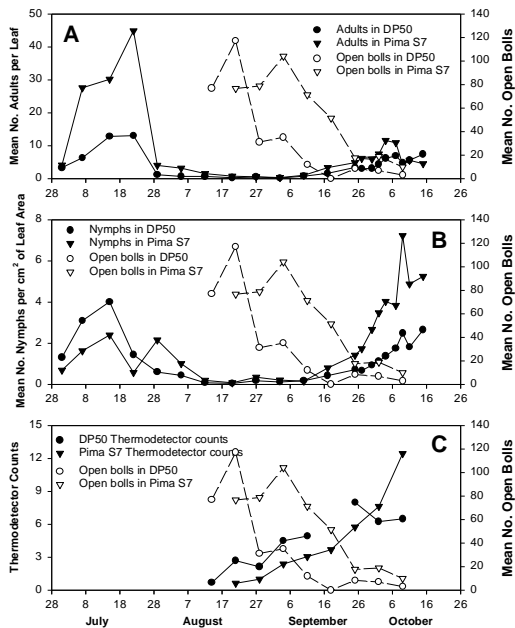 A
Adults in DP50
Adults in Pima S7
Open bolls in DP50
Open bolls in Pima S7
Mean No. Adults per Leaf
Mean No. Open Bolls
50
40
30
20
10
0
140
120
100
80
60
40
20
0
28 8 18 28 7 17 27 6 16 26 6 16 26
B
Nymphs in DP50
Nymphs in Pima S7
Open bolls in DP50
Open bolls in Pima S7
Mean No. Nymphs per cm² of Leaf Area
Mean No. Open Bolls
8
6
4
2
0
140
120
100
80
60
40
20
0
28 8 18 28 7 17 27 6 16 26 6 16 26
C
DP50 Thermodetector counts
Pima S7 Thermodetector counts
Open bolls in DP50
Open bolls in Pima S7
Thermodetector Counts
Mean No. Open Bolls
15
12
9
6
3
0
140
120
100
80
60
40
20
0
28 8 18 28 7 17 27 6 16 26 6 16 26
July August September October